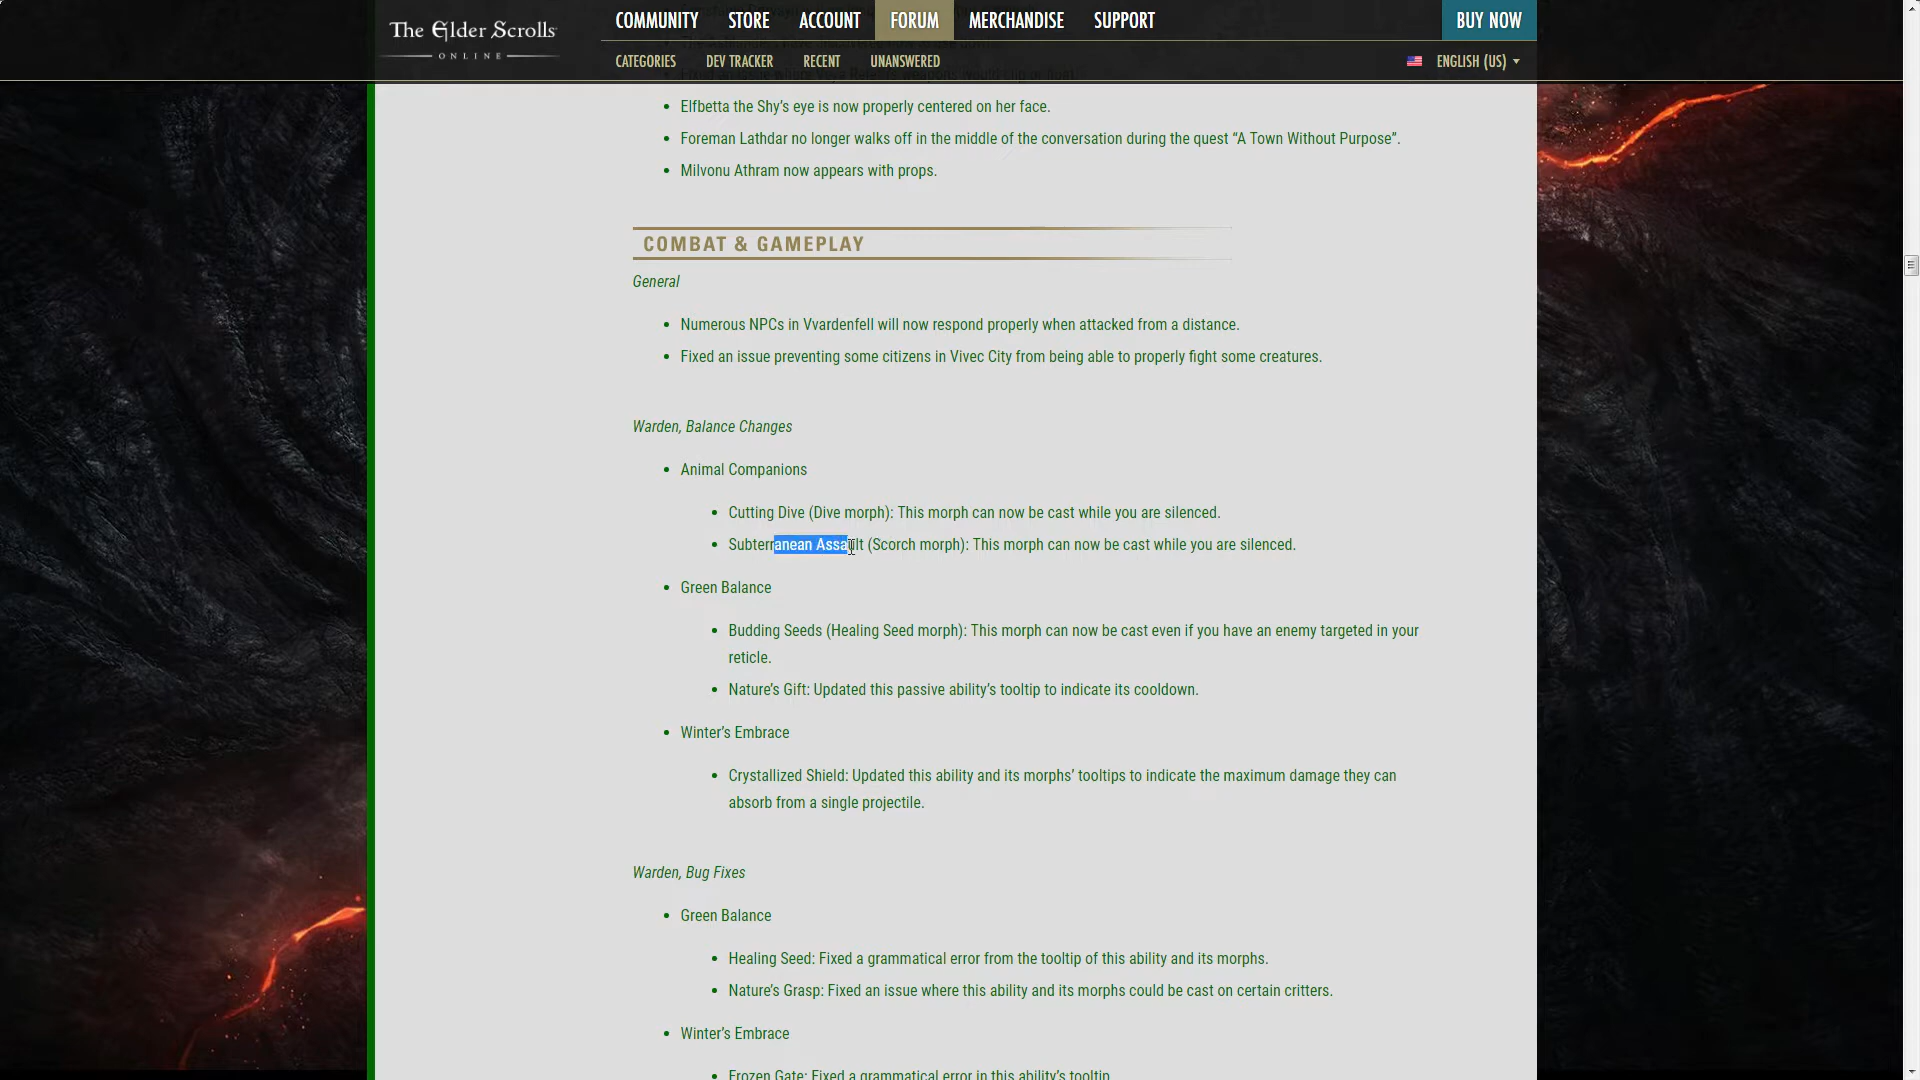 The Elder Scrolls
ONLINE
COMMUNITY STORE ACCOUNT FORUM MERCHANDISE SUPPORT BUY NOW
CATEGORIES DEV TRACKER RECENT UNANSWERED ENGLISH (US)
Elfbetta the Shy’s eye is now properly centered on her face.
Foreman Lathdar no longer walks off in the middle of the conversation during the quest “A Town Without Purpose”.
Milvonu Athram now appears with props.
COMBAT & GAMEPLAY
General
Numerous NPCs in Vvardenfell will now respond properly when attacked from a distance.
Fixed an issue preventing some citizens in Vivec City from being able to properly fight some creatures.
Warden, Balance Changes
Animal Companions
Cutting Dive (Dive morph): This morph can now be cast while you are silenced.
Subterranean Assault (Scorch morph): This morph can now be cast while you are silenced.
Green Balance
Budding Seeds (Healing Seed morph): This morph can now be cast even if you have an enemy targeted in your
reticle.
Nature’s Gift: Updated this passive ability’s tooltip to indicate its cooldown.
Winter’s Embrace
Crystallized Shield: Updated this ability and its morphs’ tooltips to indicate the maximum damage they can
absorb from a single projectile.
Warden, Bug Fixes
Green Balance
Healing Seed: Fixed a grammatical error from the tooltip of this ability and its morphs.
Nature’s Grasp: Fixed an issue where this ability and its morphs could be cast on certain critters.
Winter’s Embrace
Frozen Gate: Fixed a grammatical error in this ability’s tooltip.